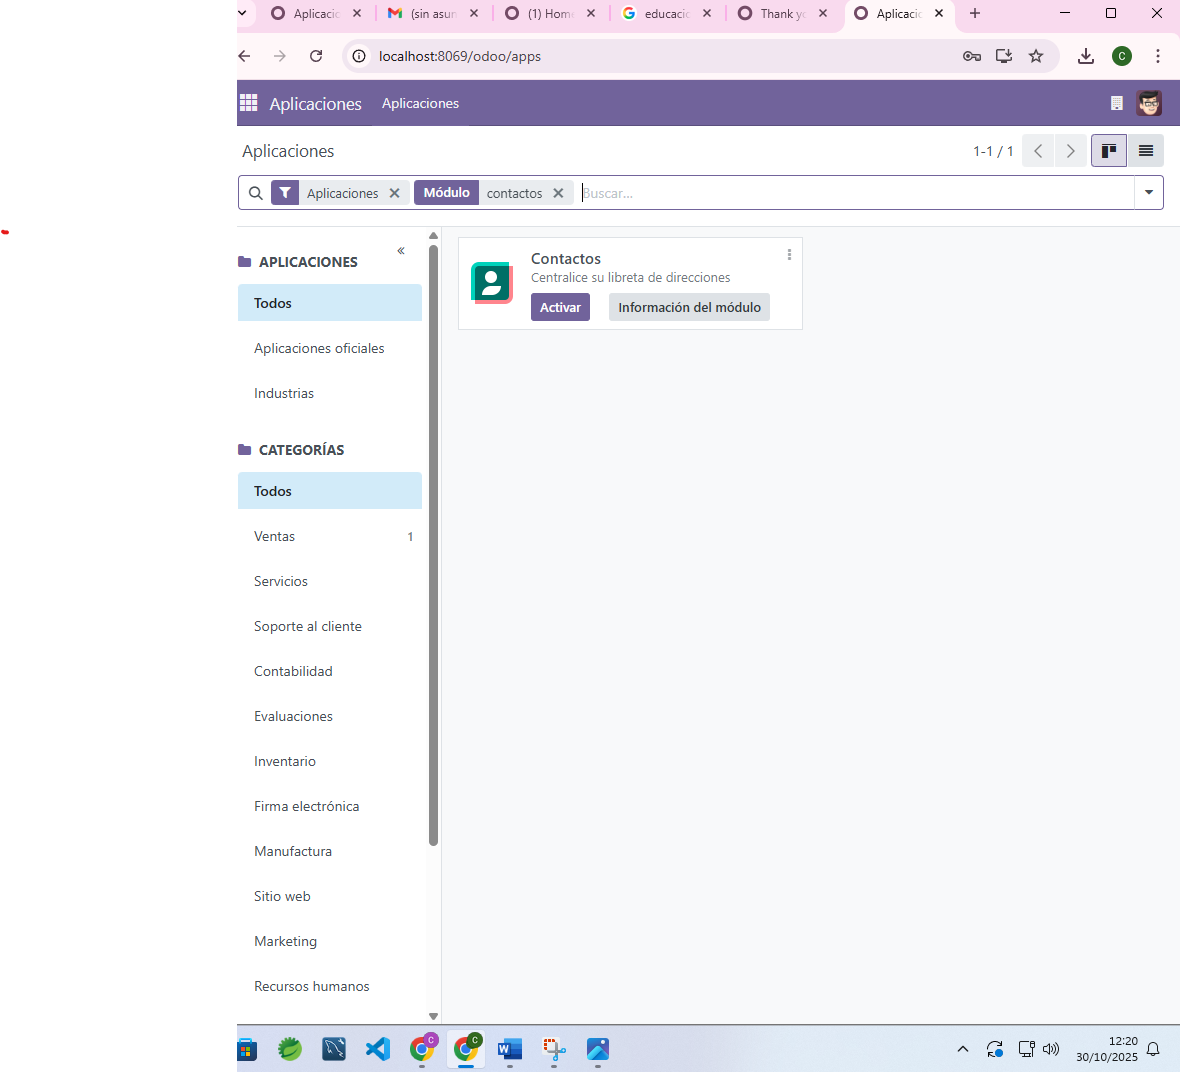 Aplicacio
(sin asun
(1) Home
educació
Thank yo
Aplicacio
localhost:8069/odoo/apps
C
Aplicaciones
Aplicaciones
Aplicaciones
1-1 / 1
Aplicaciones
Módulo
contactos
Buscar...
APLICACIONES
Todos
Aplicaciones oficiales
Industrias
CATEGORÍAS
Todos
Ventas 1
Servicios
Soporte al cliente
Contabilidad
Evaluaciones
Inventario
Firma electrónica
Manufactura
Sitio web
Marketing
Recursos humanos
Contactos
Centralice su libreta de direcciones
Activar
Información del módulo
C
C
W
12:20
30/10/2025